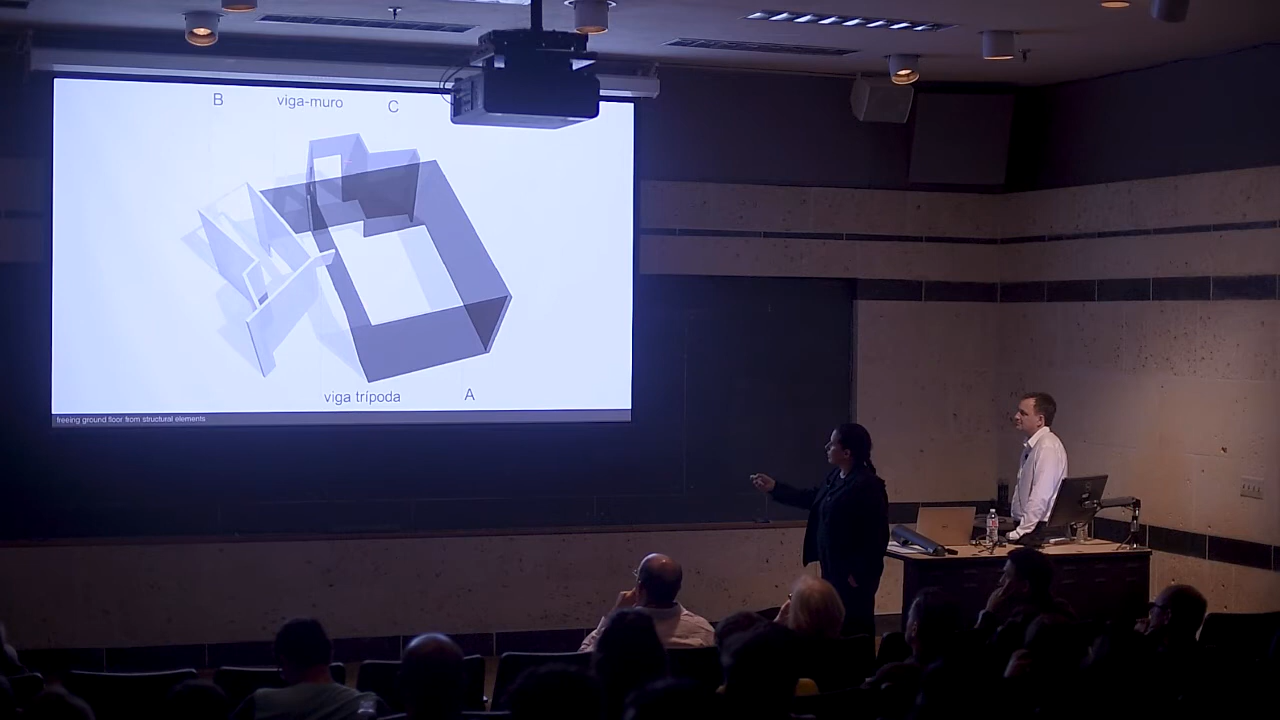 B viga-muro C
viga trípoda A
freeing ground floor from structural elements